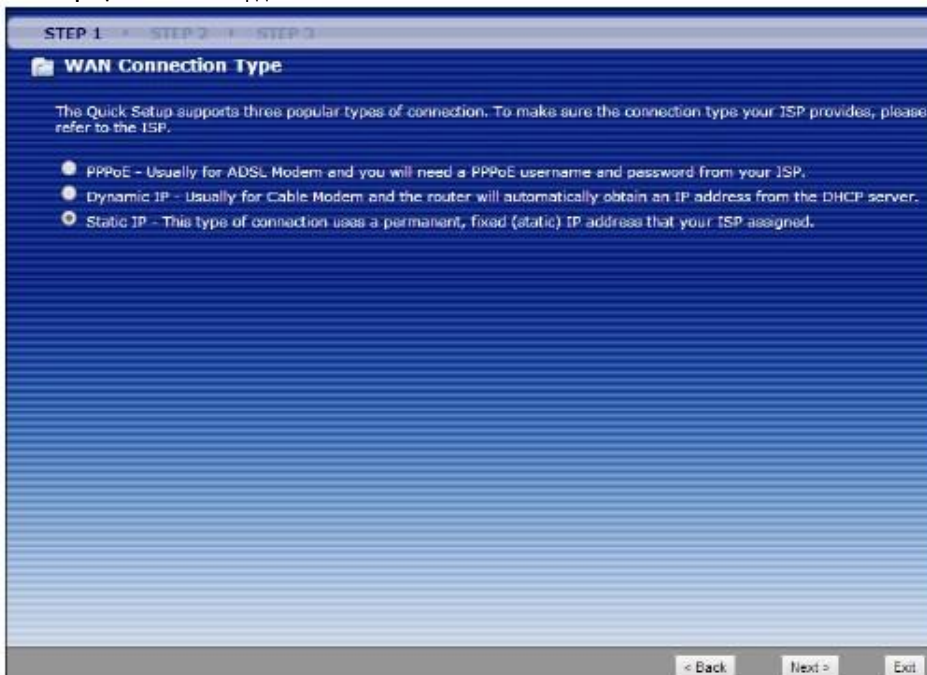 STEP 1 STEP 2 STEP 3
WAN Connection Type
The Quick Setup supports three popular types of connection. To make sure the connection type your ISP provides, please
refer to the ISP.
PPPoE - Usually for ADSL Modem and you will need a PPPoE username and password from your ISP.
Dynamic IP - Usually for Cable Modem and the router will automatically obtain an IP address from the DHCP server.
Static IP - This type of connection uses a permanent, fixed (static) IP address that your ISP assigned.
< Back Next > Exit